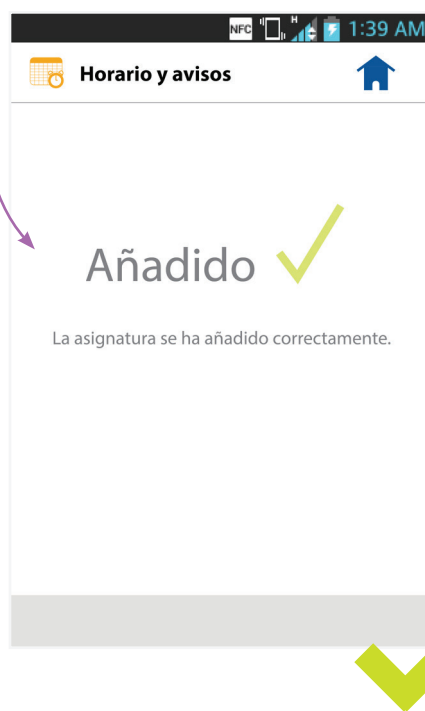 NFC H 1:39 AM
Horario y avisos
Añadido
La asignatura se ha añadido correctamente.